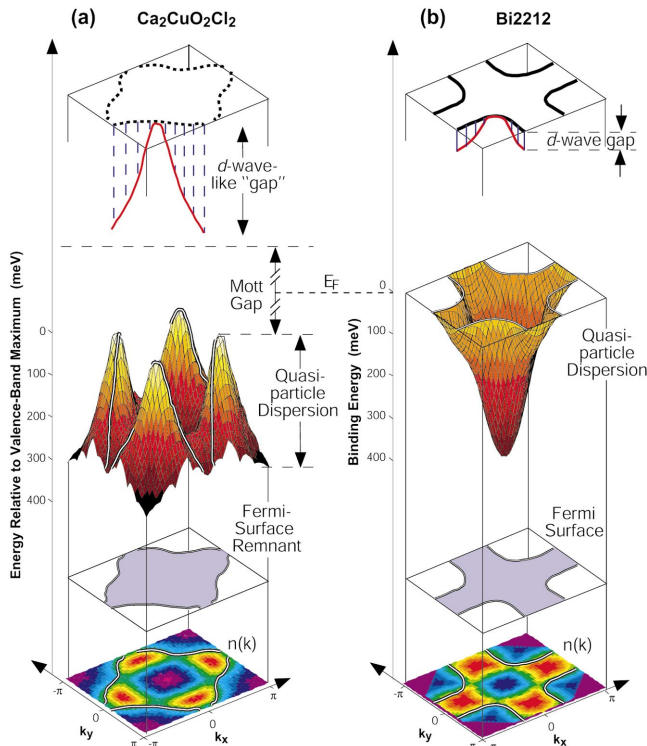 (a) Ca2CuO2Cl2
(b) Bi2212
d-wave-
like "gap"
d-wave gap
Mott
Gap
EF
Energy Relative to Valence-Band Maximum (meV)
0
100
200
300
400
Quasi-
particle
Dispersion
Binding Energy (meV)
0
100
200
300
400
Quasi-
particle
Dispersion
Fermi-
Surface
Remnant
Fermi
Surface
n(k)
n(k)
-π
0
-π
0
π
ky
kx
-π
0
-π
0
π
ky
kx